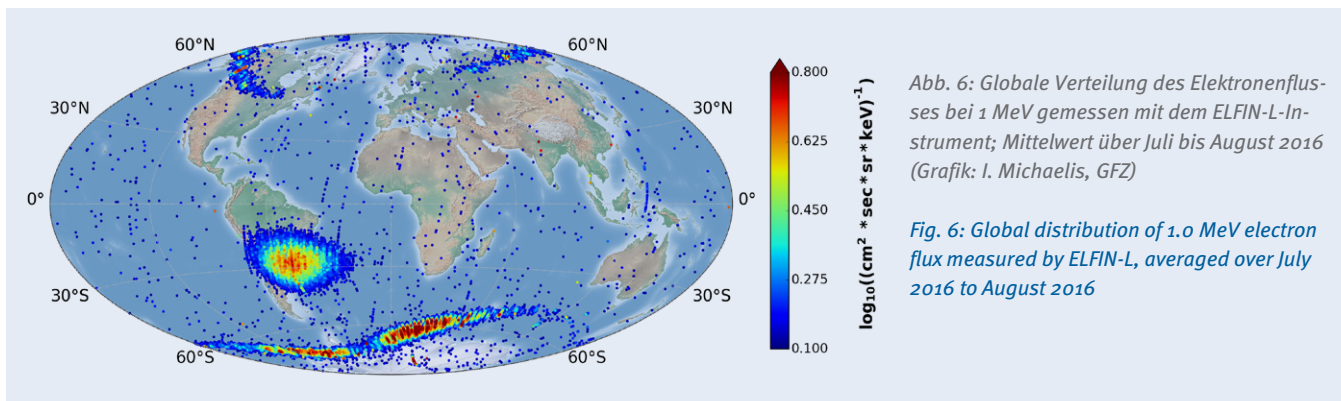 60°N
60°N
30°N
30°N
0°
0°
30°S
30°S
60°S
60°S
0.800
0.625
0.450
0.275
0.100
log₁₀((cm² *sec*sr*keV)⁻¹)
Abb. 6: Globale Verteilung des Elektronenflus-
ses bei 1 MeV gemessen mit dem ELFIN-L-In-
strument; Mittelwert über Juli bis August 2016
(Grafik: I. Michaelis, GFZ)
Fig. 6: Global distribution of 1.0 MeV electron
flux measured by ELFIN-L, averaged over July
2016 to August 2016